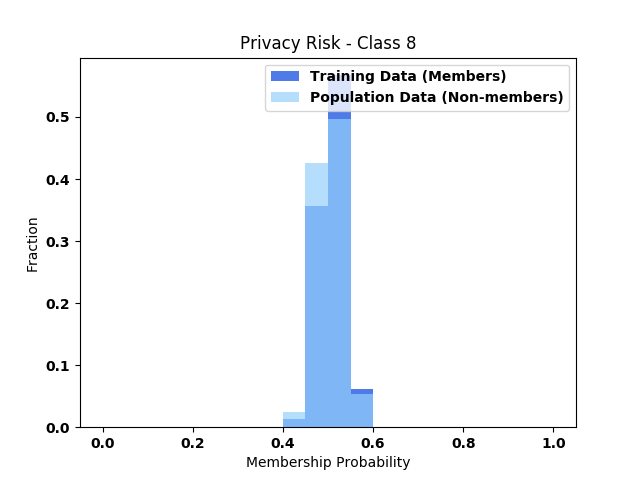 Privacy Risk - Class 8
Training Data (Members)
Population Data (Non-members)
0.5
0.4
0.3
0.2
0.1
0.0
Fraction
0.0 0.2 0.4 0.6 0.8 1.0
Membership Probability